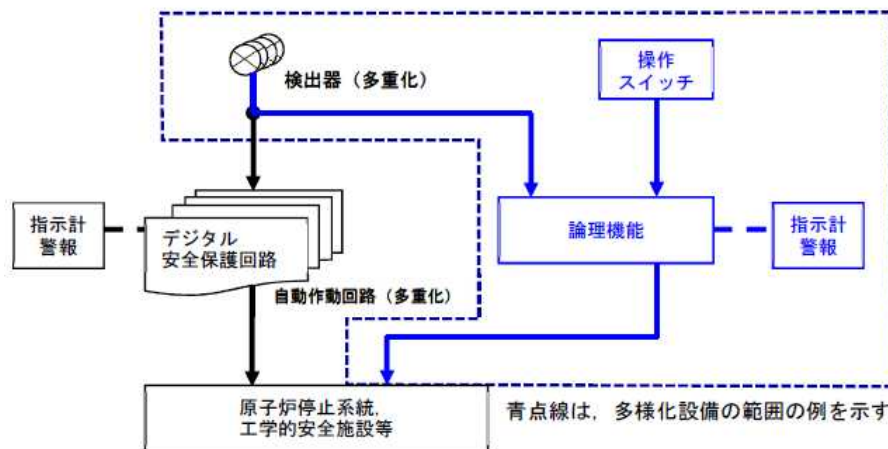 検出器（多重化）
操作
スイッチ
指示計
警報
デジタル
安全保護回路
論理機能
指示計
警報
自動作動回路（多重化）
原子炉停止系統，
工学的安全施設等
青点線は，多様化設備の範囲の例を示す